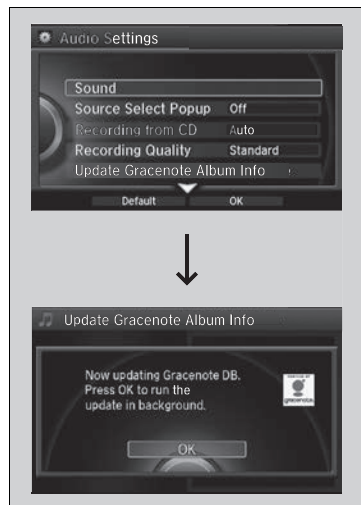 Audio Settings
Sound
Source Select Popup Off
Recording from CD Auto
Recording Quality Standard
Update Gracenote Album Info
Default OK
Update Gracenote Album Info
Now updating Gracenote DB.
Press OK to run the
update in background.
gracenote
OK